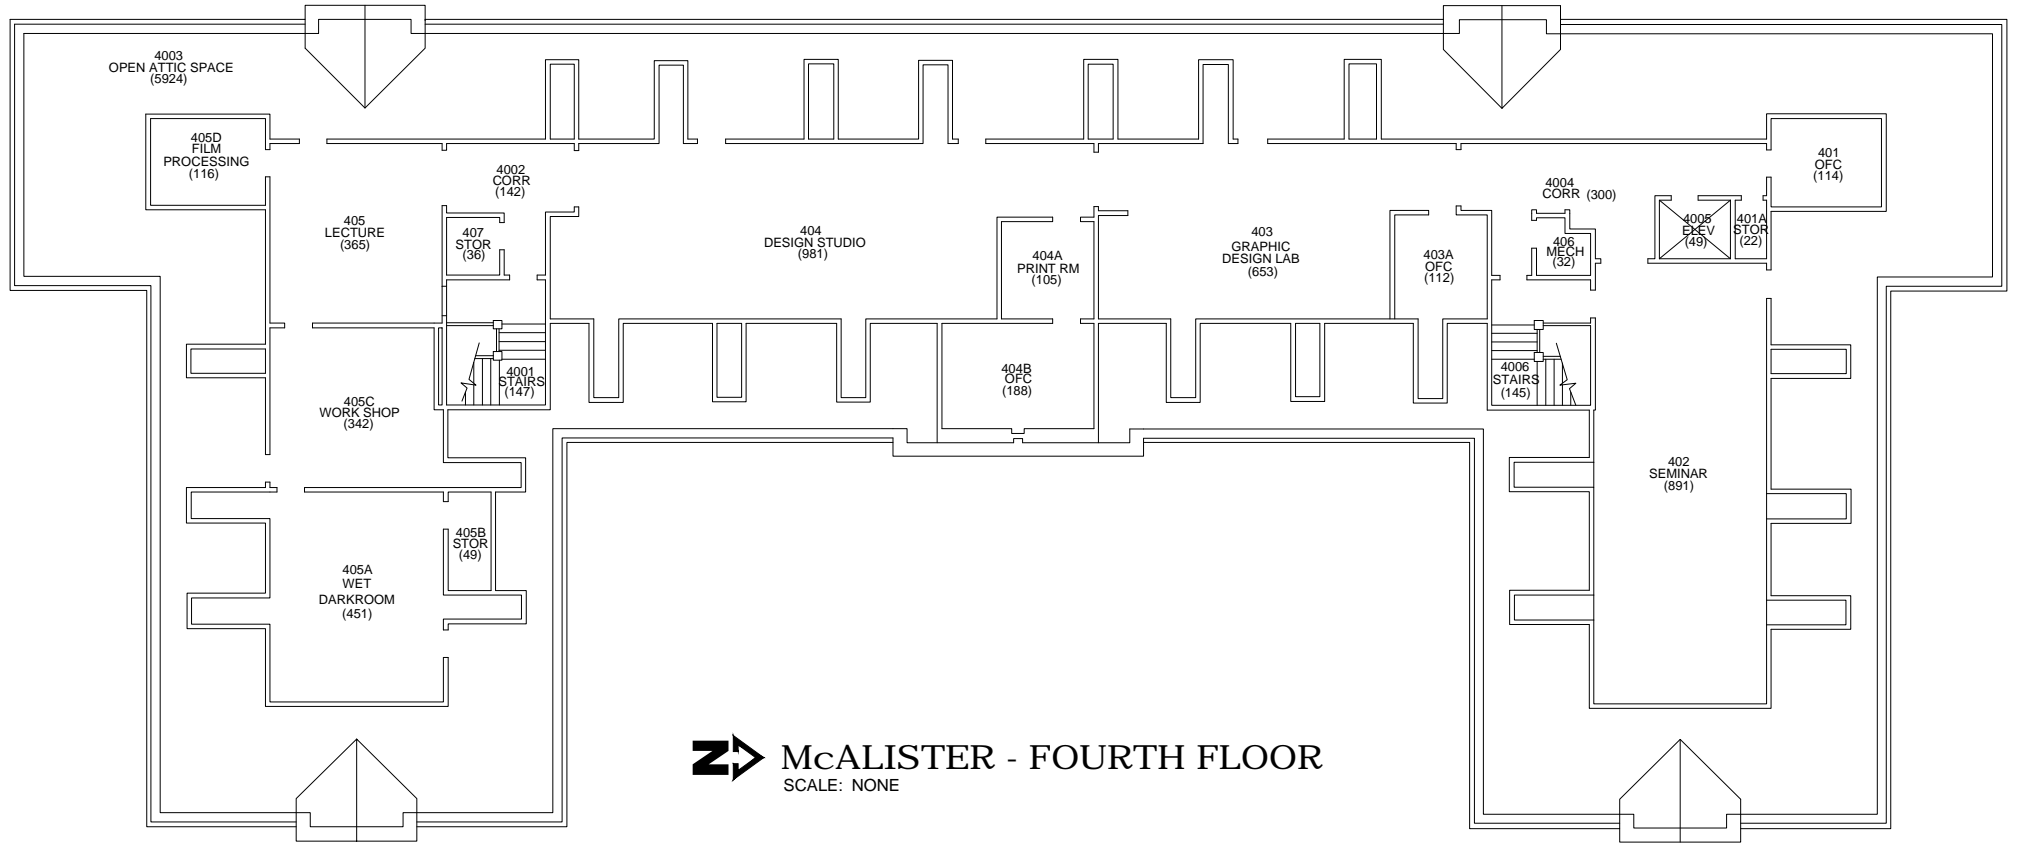 4003
OPEN ATTIC SPACE
(5924)
405D
FILM
PROCESSING
(116)
4002
CORR
(142)
405
LECTURE
(365)
407
STOR
(36)
404
DESIGN STUDIO
(981)
404A
PRINT RM
(105)
403
GRAPHIC
DESIGN LAB
(653)
403A
OFC
(112)
4004
CORR (300)
406
MECH
(32)
4005
ELEV
(49)
401A
STOR
(22)
401
OFC
(114)
4001
STAIRS
(147)
404B
OFC
(188)
4006
STAIRS
(145)
405C
WORK SHOP
(342)
402
SEMINAR
(891)
405B
STOR
(49)
405A
WET
DARKROOM
(451)
N
McALISTER - FOURTH FLOOR
SCALE: NONE